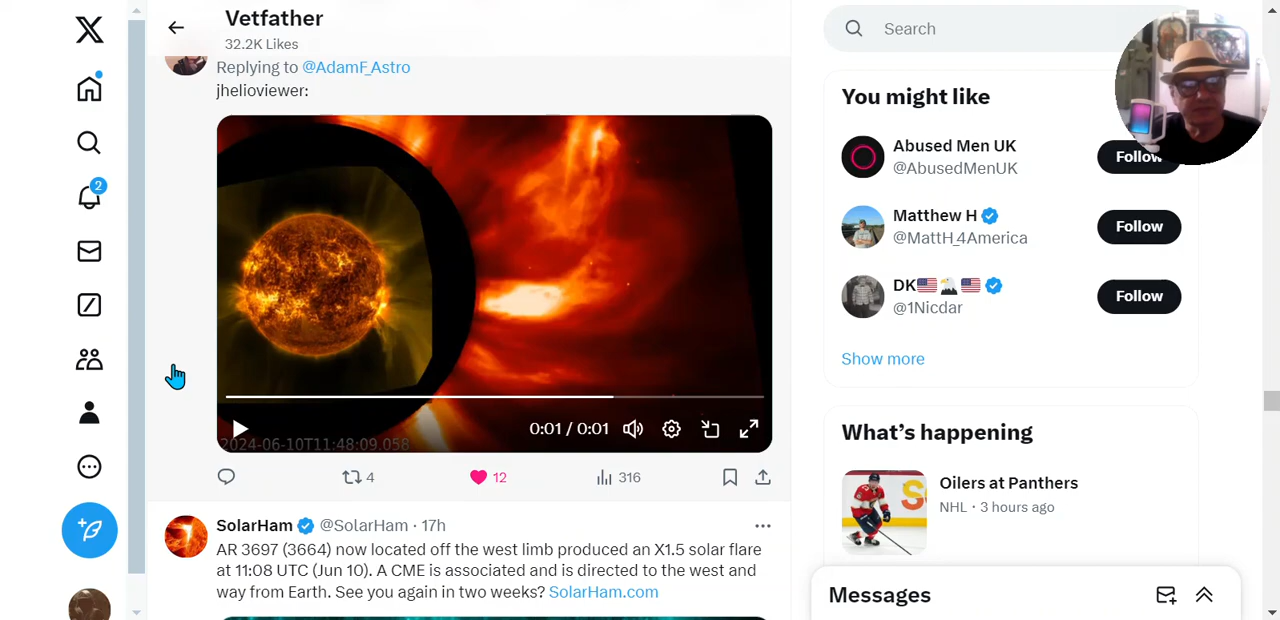 Vetfather
32.2K Likes
Replying to @AdamF_Astro
jhelioviewer:
0:01 / 0:01
2024-06-10T11:48:09.058
4
12
316
SolarHam @SolarHam · 17h
AR 3697 (3664) now located off the west limb produced an X1.5 solar flare
at 11:08 UTC (Jun 10). A CME is associated and is directed to the west and
way from Earth. See you again in two weeks? SolarHam.com
2
Search
You might like
Abused Men UK
@AbusedMenUK
Follow
Matthew H
@MattH_4America
Follow
DK
@1Nicdar
Follow
Show more
What's happening
Oilers at Panthers
NHL · 3 hours ago
Messages